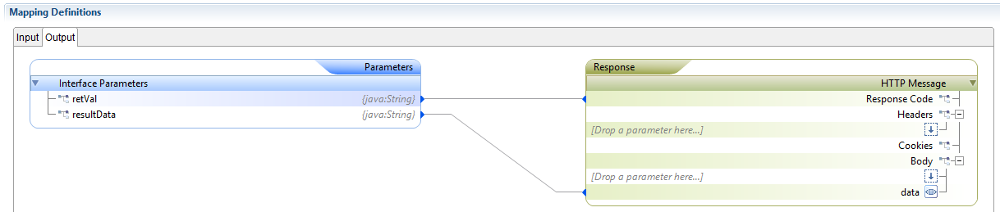 Mapping Definitions
Input Output
Parameters
Interface Parameters
retVal {java:String}
resultData {java:String}
Response
HTTP Message
Response Code
Headers
[Drop a parameter here...]
Cookies
Body
[Drop a parameter here...]
data